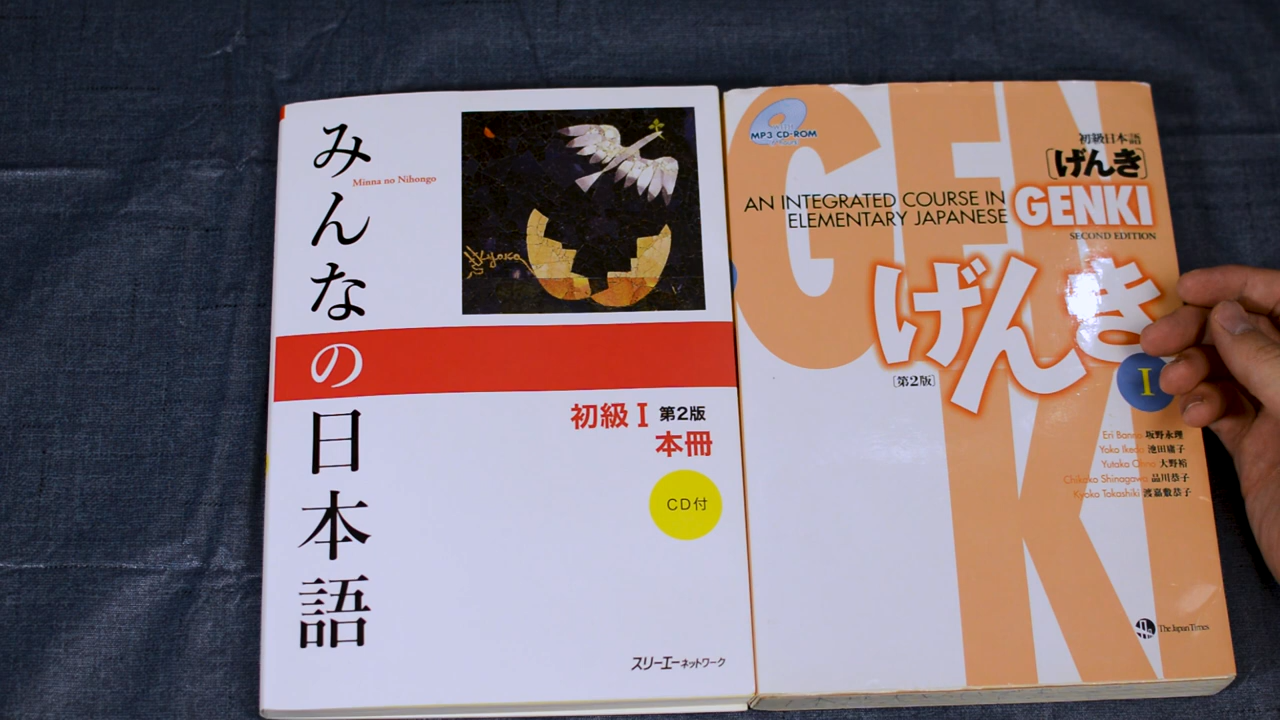 みんなの日本語
Minna no Nihongo
初級 I 第2版
本冊
CD付
スリーエーネットワーク
MP3 CD-ROM
初級日本語
[げんき]
AN INTEGRATED COURSE IN
ELEMENTARY JAPANESE
GENKI
SECOND EDITION
GENKI
げんき
I
[第2版]
Eri Banno 坂野永理
Yoko Ikeda 池田庸子
Yutaka Ohno 大野裕
Chikako Shinagawa 品川恭子
Kyoko Tokashiki 渡嘉敷恭子
The Japan Times